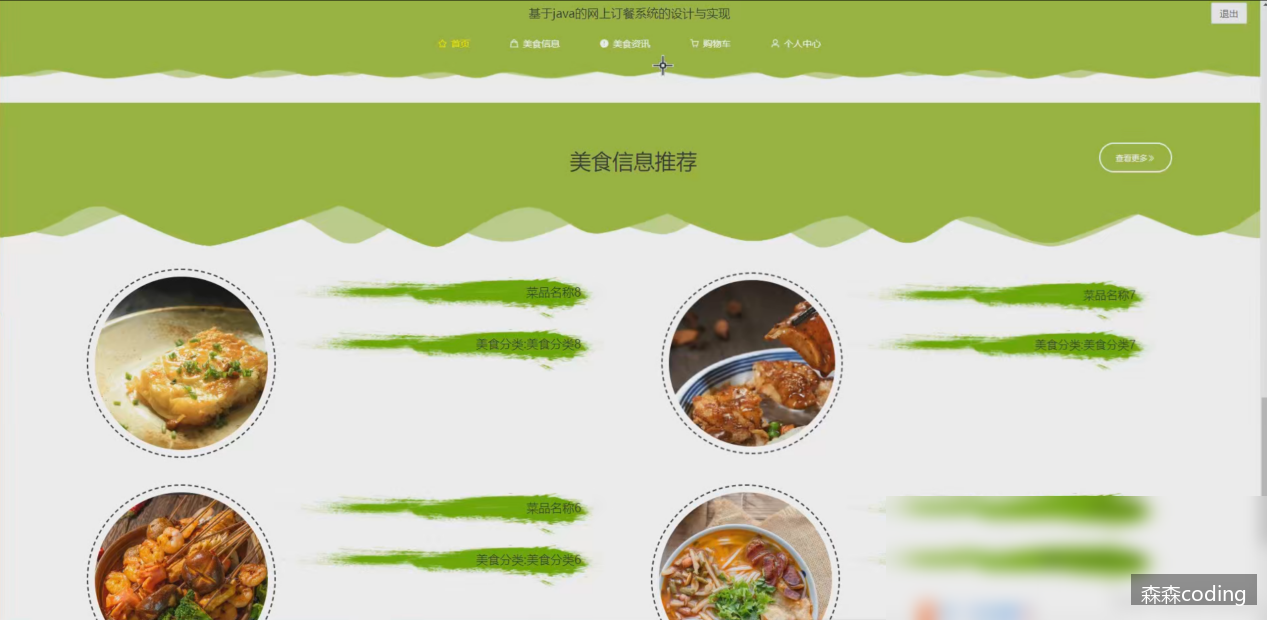 基于java的网上订餐系统的设计与实现
退出
首页
美食信息
美食资讯
购物车
个人中心
美食信息推荐
查看更多
菜品名称8
菜品名称7
美食分类:美食分类8
美食分类:美食分类7
菜品名称6
美食分类:美食分类6
森森coding